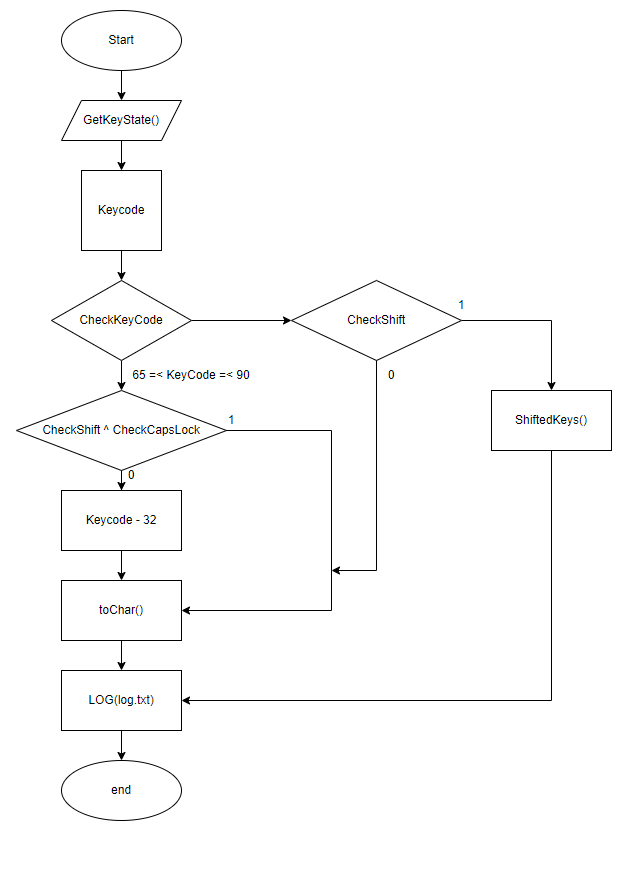 Start
GetKeyState()
Keycode
CheckKeyCode
CheckShift
1
65 =< KeyCode =< 90
0
CheckShift ^ CheckCapsLock
1
ShiftedKeys()
0
Keycode - 32
toChar()
LOG(log.txt)
end